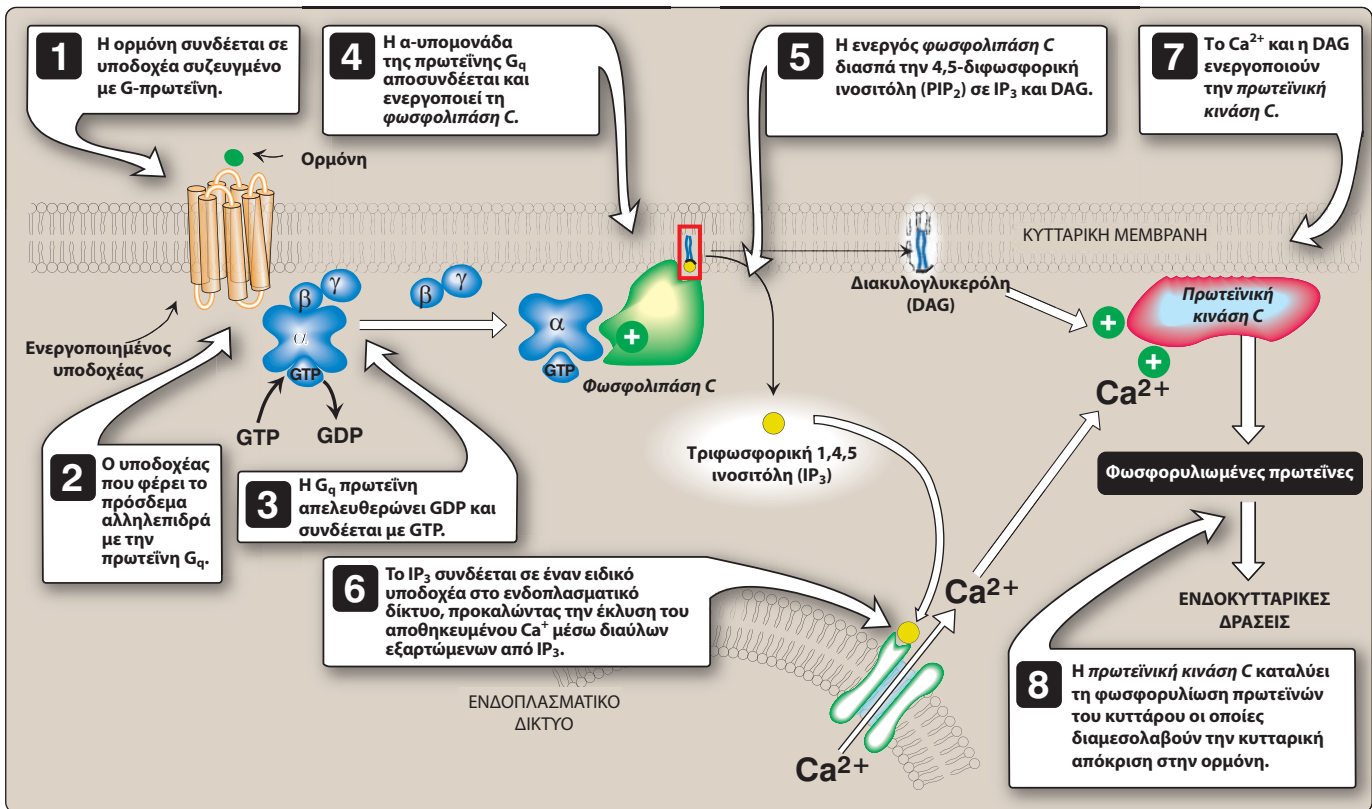 1
Η ορμόνη συνδέεται σε
υποδοχέα συζευγμένο
με G-πρωτεΐνη.
4
Η α-υπομονάδα
της πρωτεΐνης Gq
αποσυνδέεται και
ενεργοποιεί τη
φωσφολιπάση C.
5
Η ενεργός φωσφολιπάση C
διασπά την 4,5-διφωσφορική
ινοσιτόλη (PIP2) σε IP3 και DAG.
7
Το Ca2+ και η DAG
ενεργοποιούν
την πρωτεϊνική
κινάση C.
Ορμόνη
ΚΥΤΤΑΡΙΚΗ ΜΕΜΒΡΑΝΗ
Διακυλογλυκερόλη
(DAG)
Πρωτεϊνική
κινάση C
β
γ
α
GTP
β
γ
α
GTP
+
Φωσφολιπάση C
+
+
Ca2+
Ενεργοποιημένος
υποδοχέας
GTP
GDP
Τριφωσφορική 1,4,5
ινοσιτόλη (IP3)
Φωσφορυλιωμένες πρωτεΐνες
2
Ο υποδοχέας
που φέρει το
πρόσδεμα
αλληλεπιδρά
με την
πρωτεΐνη Gq.
3
Η Gq πρωτεΐνη
απελευθερώνει GDP και
συνδέεται με GTP.
6
Το IP3 συνδέεται σε έναν ειδικό
υποδοχέα στο ενδοπλασματικό
δίκτυο, προκαλώντας την έκλυση του
αποθηκευμένου Ca+ μέσω διαύλων
εξαρτώμενων από IP3.
Ca2+
ΕΝΔΟΚΥΤΤΑΡΙΚΕΣ
ΔΡΑΣΕΙΣ
ΕΝΔΟΠΛΑΣΜΑΤΙΚΟ
ΔΙΚΤΥΟ
Ca2+
8
Η πρωτεϊνική κινάση C καταλύει
τη φωσφορυλίωση πρωτεϊνών
του κυττάρου οι οποίες
διαμεσολαβούν την κυτταρική
απόκριση στην ορμόνη.